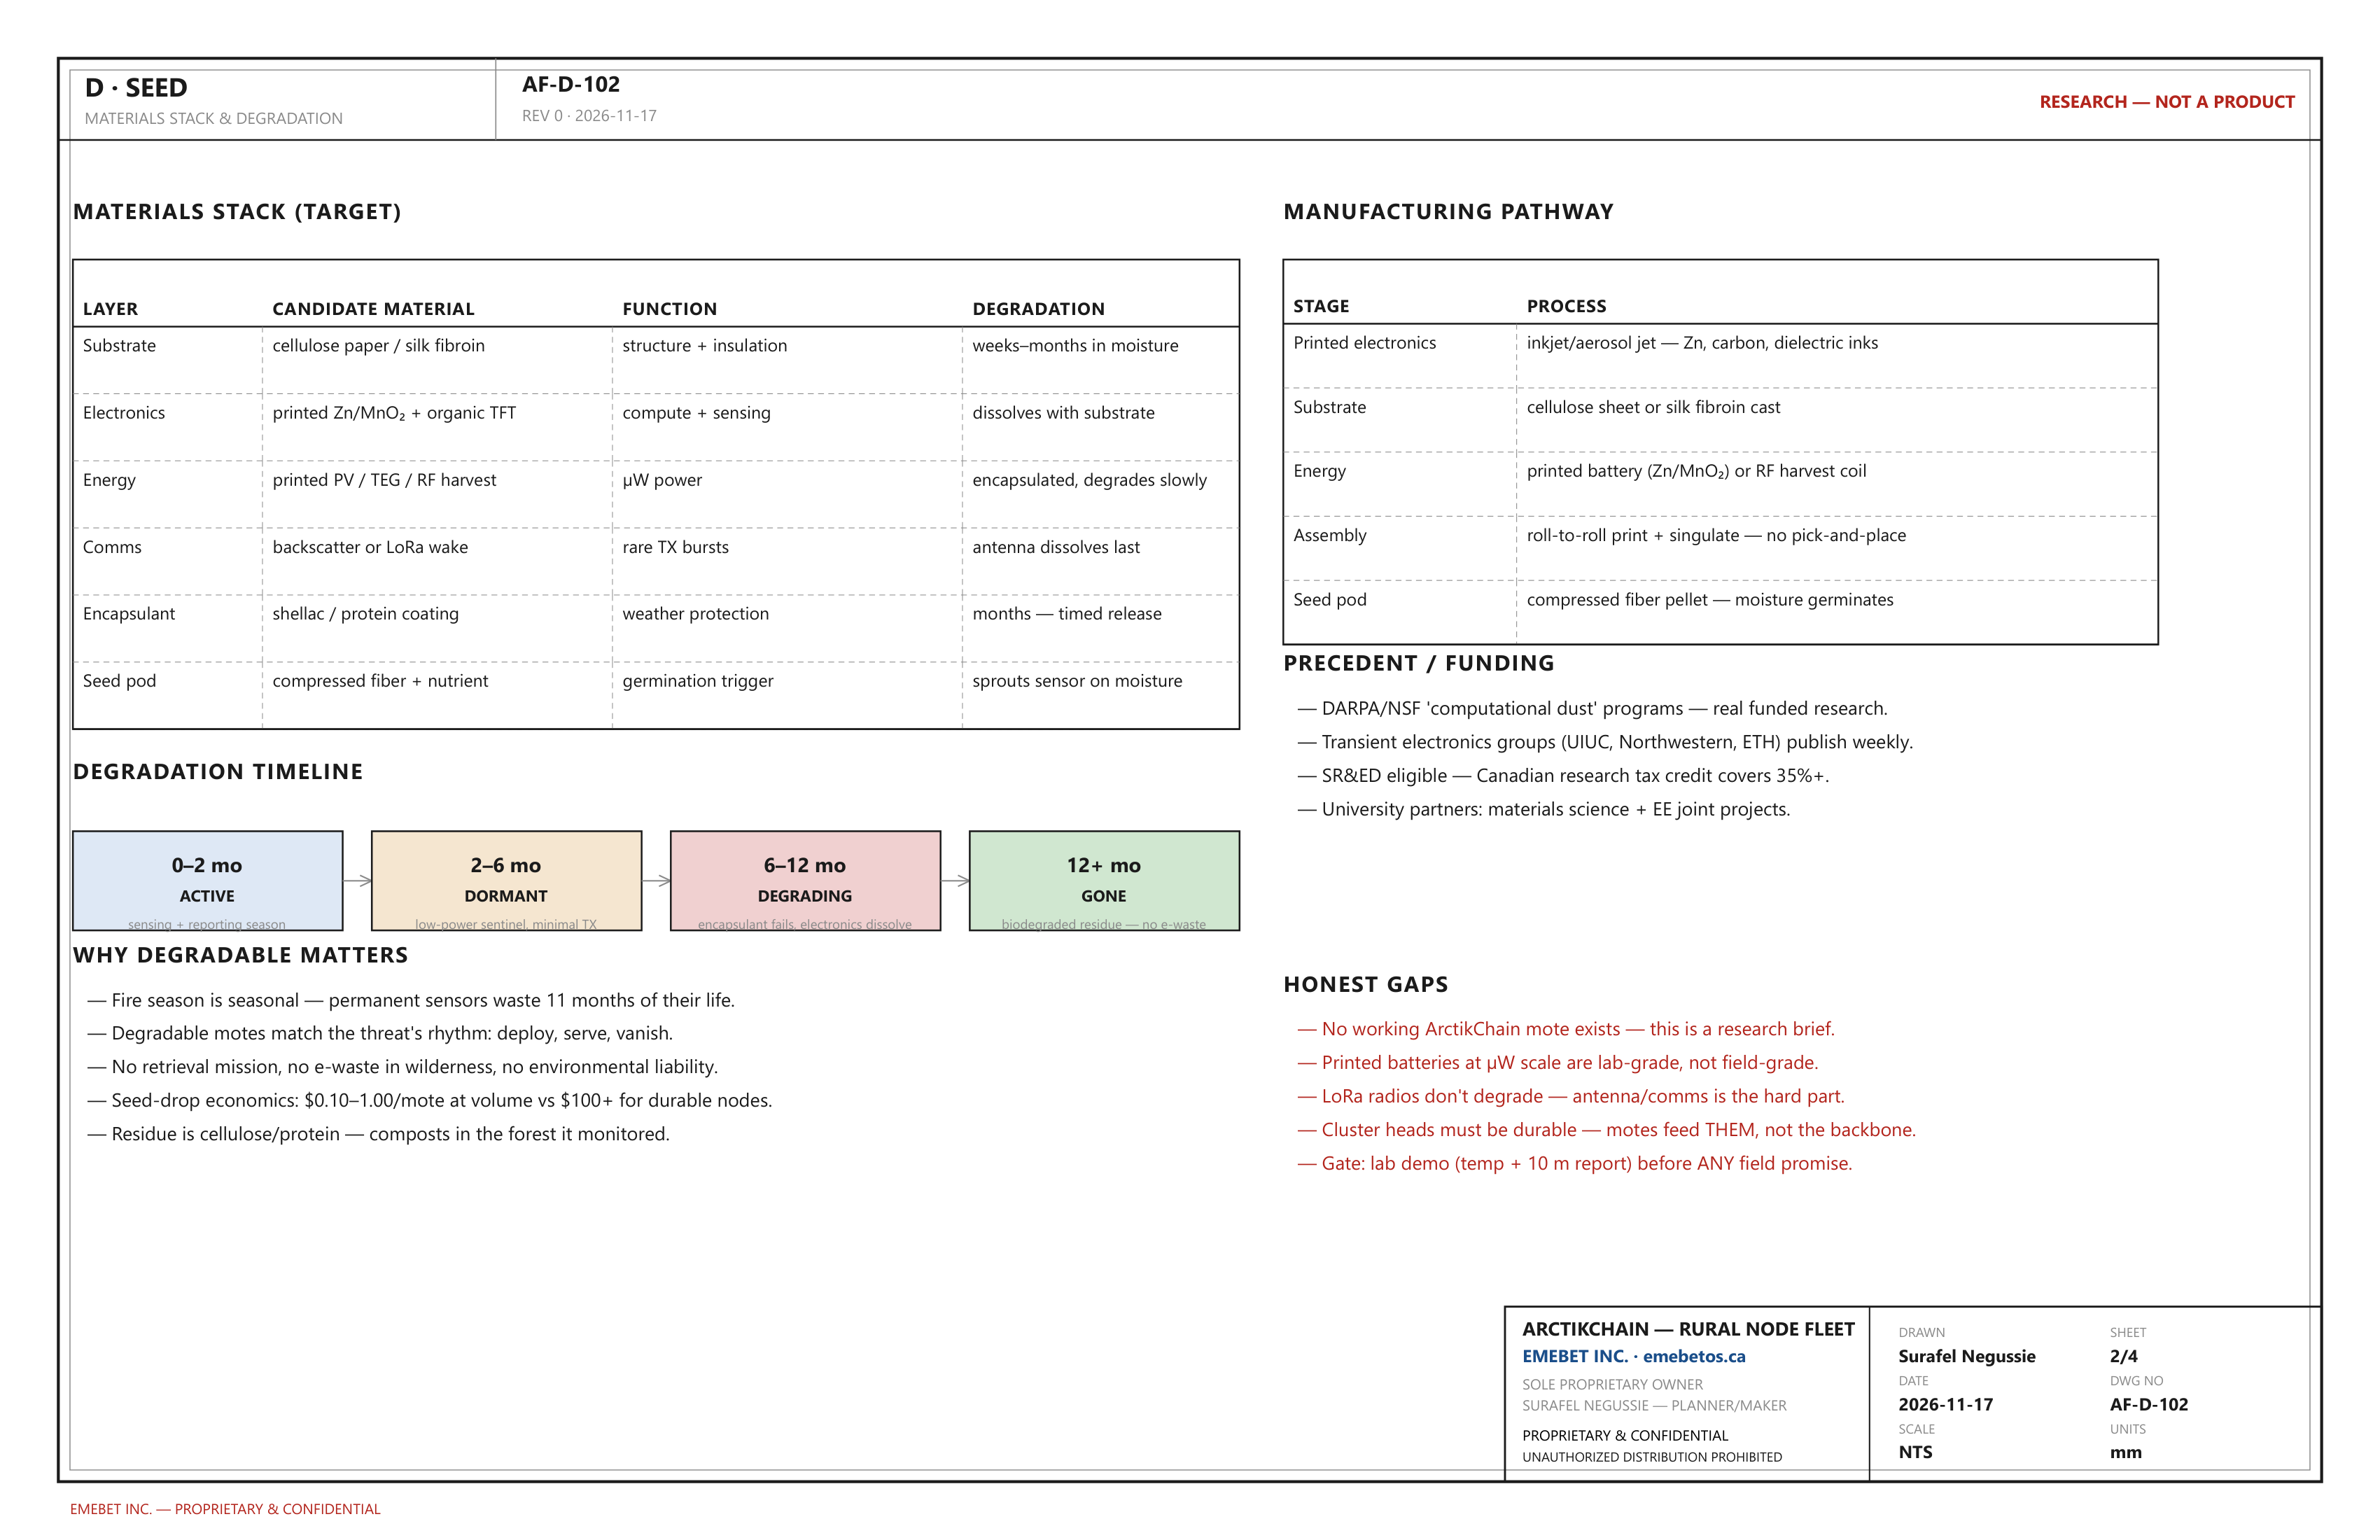 D · SEED
MATERIALS STACK & DEGRADATION
AF-D-102
REV 0 · 2026-11-17
RESEARCH — NOT A PRODUCT
MATERIALS STACK (TARGET)
LAYER CANDIDATE MATERIAL FUNCTION DEGRADATION
Substrate cellulose paper / silk fibroin structure + insulation weeks–months in moisture
Electronics printed Zn/MnO₂ + organic TFT compute + sensing dissolves with substrate
Energy printed PV / TEG / RF harvest µW power encapsulated, degrades slowly
Comms backscatter or LoRa wake rare TX bursts antenna dissolves last
Encapsulant shellac / protein coating weather protection months — timed release
Seed pod compressed fiber + nutrient germination trigger sprouts sensor on moisture
DEGRADATION TIMELINE
0–2 mo
ACTIVE
sensing + reporting season
2–6 mo
DORMANT
low-power sentinel, minimal TX
6–12 mo
DEGRADING
encapsulant fails, electronics dissolve
12+ mo
GONE
biodegraded residue — no e-waste
WHY DEGRADABLE MATTERS
— Fire season is seasonal — permanent sensors waste 11 months of their life.
— Degradable motes match the threat's rhythm: deploy, serve, vanish.
— No retrieval mission, no e-waste in wilderness, no environmental liability.
— Seed-drop economics: $0.10–1.00/mote at volume vs $100+ for durable nodes.
— Residue is cellulose/protein — composts in the forest it monitored.
MANUFACTURING PATHWAY
STAGE PROCESS
Printed electronics inkjet/aerosol jet — Zn, carbon, dielectric inks
Substrate cellulose sheet or silk fibroin cast
Energy printed battery (Zn/MnO₂) or RF harvest coil
Assembly roll-to-roll print + singulate — no pick-and-place
Seed pod compressed fiber pellet — moisture germinates
PRECEDENT / FUNDING
— DARPA/NSF 'computational dust' programs — real funded research.
— Transient electronics groups (UIUC, Northwestern, ETH) publish weekly.
— SR&ED eligible — Canadian research tax credit covers 35%+.
— University partners: materials science + EE joint projects.
HONEST GAPS
— No working ArctikChain mote exists — this is a research brief.
— Printed batteries at µW scale are lab-grade, not field-grade.
— LoRa radios don't degrade — antenna/comms is the hard part.
— Cluster heads must be durable — motes feed THEM, not the backbone.
— Gate: lab demo (temp + 10 m report) before ANY field promise.
ARCTIKCHAIN — RURAL NODE FLEET
EMEBET INC. · emebetos.ca
SOLE PROPRIETARY OWNER
SURAFEL NEGUSSIE — PLANNER/MAKER
PROPRIETARY & CONFIDENTIAL
UNAUTHORIZED DISTRIBUTION PROHIBITED
DRAWN SHEET
Surafel Negussie 2/4
DATE DWG NO
2026-11-17 AF-D-102
SCALE UNITS
NTS mm
EMEBET INC. — PROPRIETARY & CONFIDENTIAL